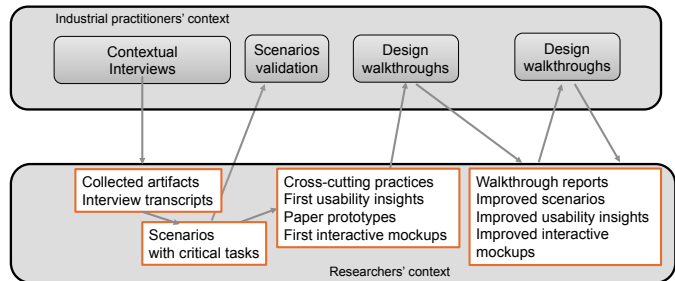 Industrial practitioners' context
Contextual
Interviews
Scenarios
validation
Design
walkthroughs
Design
walkthroughs
Collected artifacts
Interview transcripts
Scenarios
with critical tasks
Cross-cutting practices
First usability insights
Paper prototypes
First interactive mockups
Walkthrough reports
Improved scenarios
Improved usability insights
Improved interactive
mockups
Researchers' context